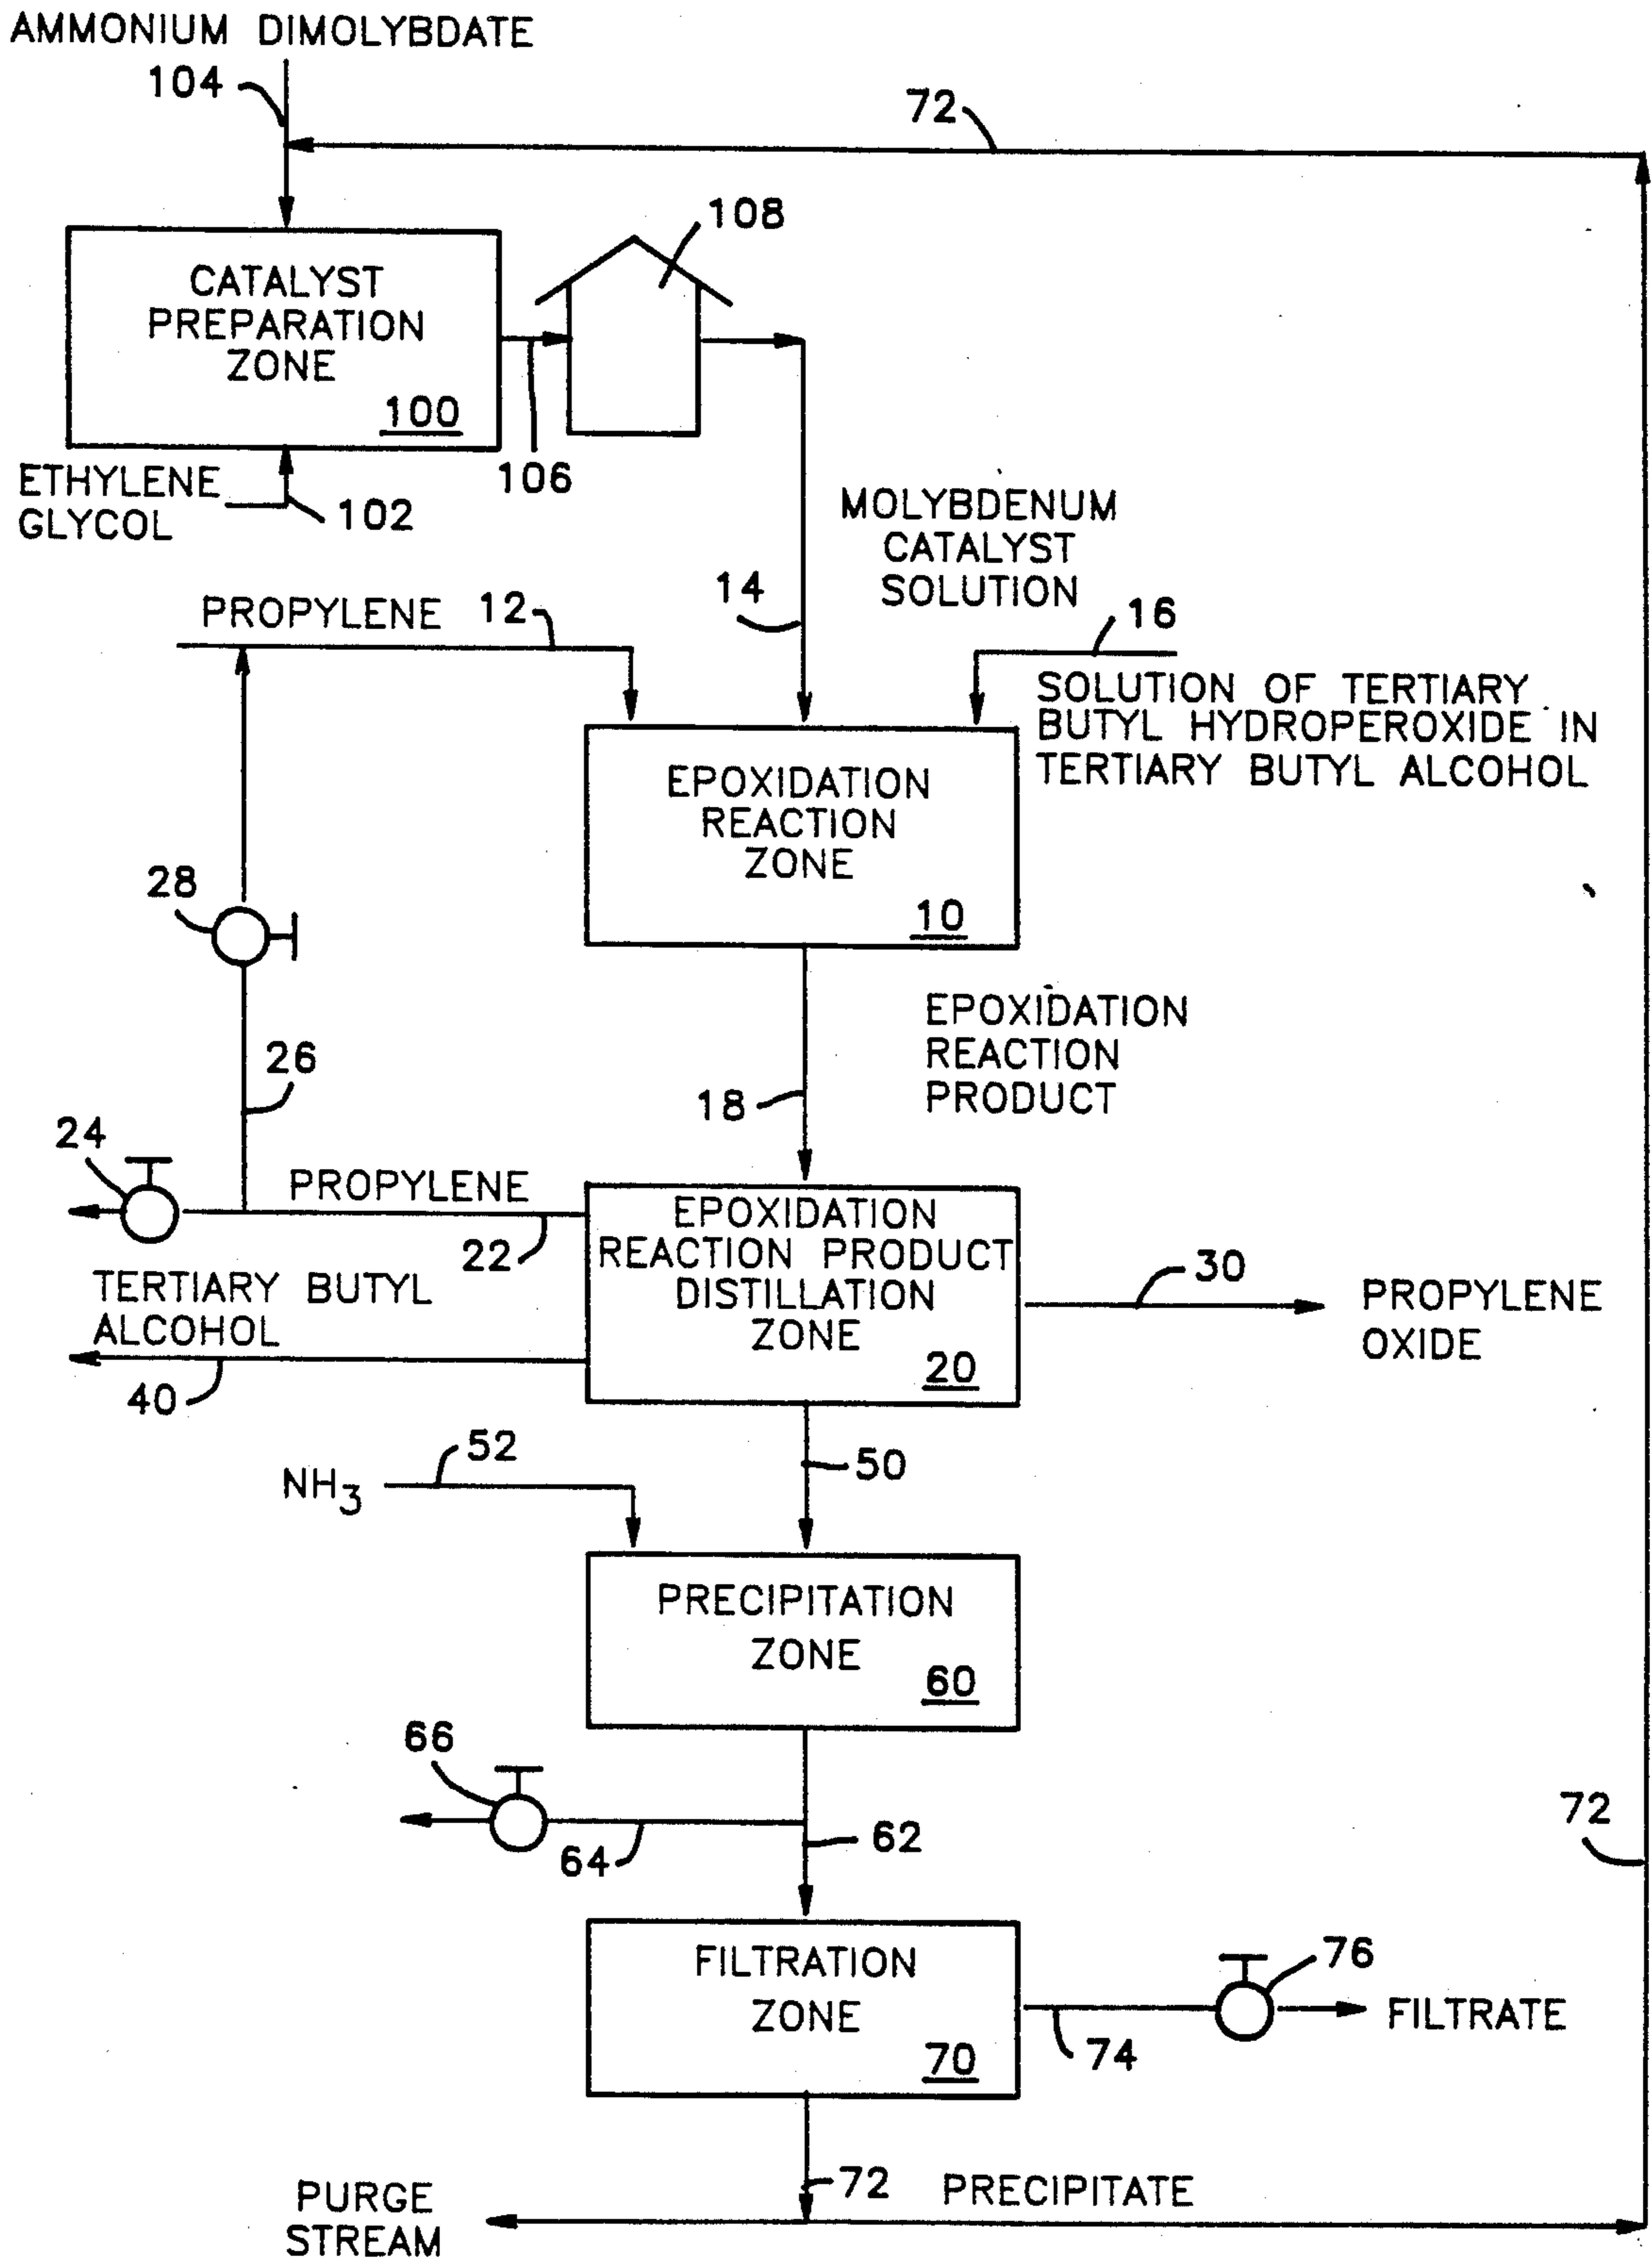 AMMONIUM DIMOLYBDATE
104
72
108
CATALYST
PREPARATION
ZONE
100
106
ETHYLENE
GLYCOL
102
MOLYBDENUM
CATALYST
SOLUTION
14
PROPYLENE
12
16
SOLUTION OF TERTIARY
BUTYL HYDROPEROXIDE IN
TERTIARY BUTYL ALCOHOL
EPOXIDATION
REACTION
ZONE
10
28
EPOXIDATION
REACTION
PRODUCT
26
18
24
PROPYLENE
22
EPOXIDATION
REACTION PRODUCT
DISTILLATION
ZONE
20
30
PROPYLENE
OXIDE
TERTIARY BUTYL
ALCOHOL
40
52
NH3
50
PRECIPITATION
ZONE
60
66
64
62
72
FILTRATION
ZONE
70
76
FILTRATE
74
72
PRECIPITATE
PURGE
STREAM